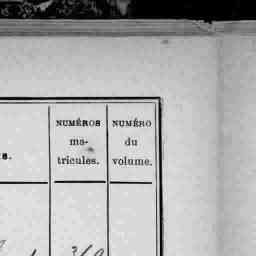 NUMÉROS NUMÉRO
ma- du
s. tricules. volume.